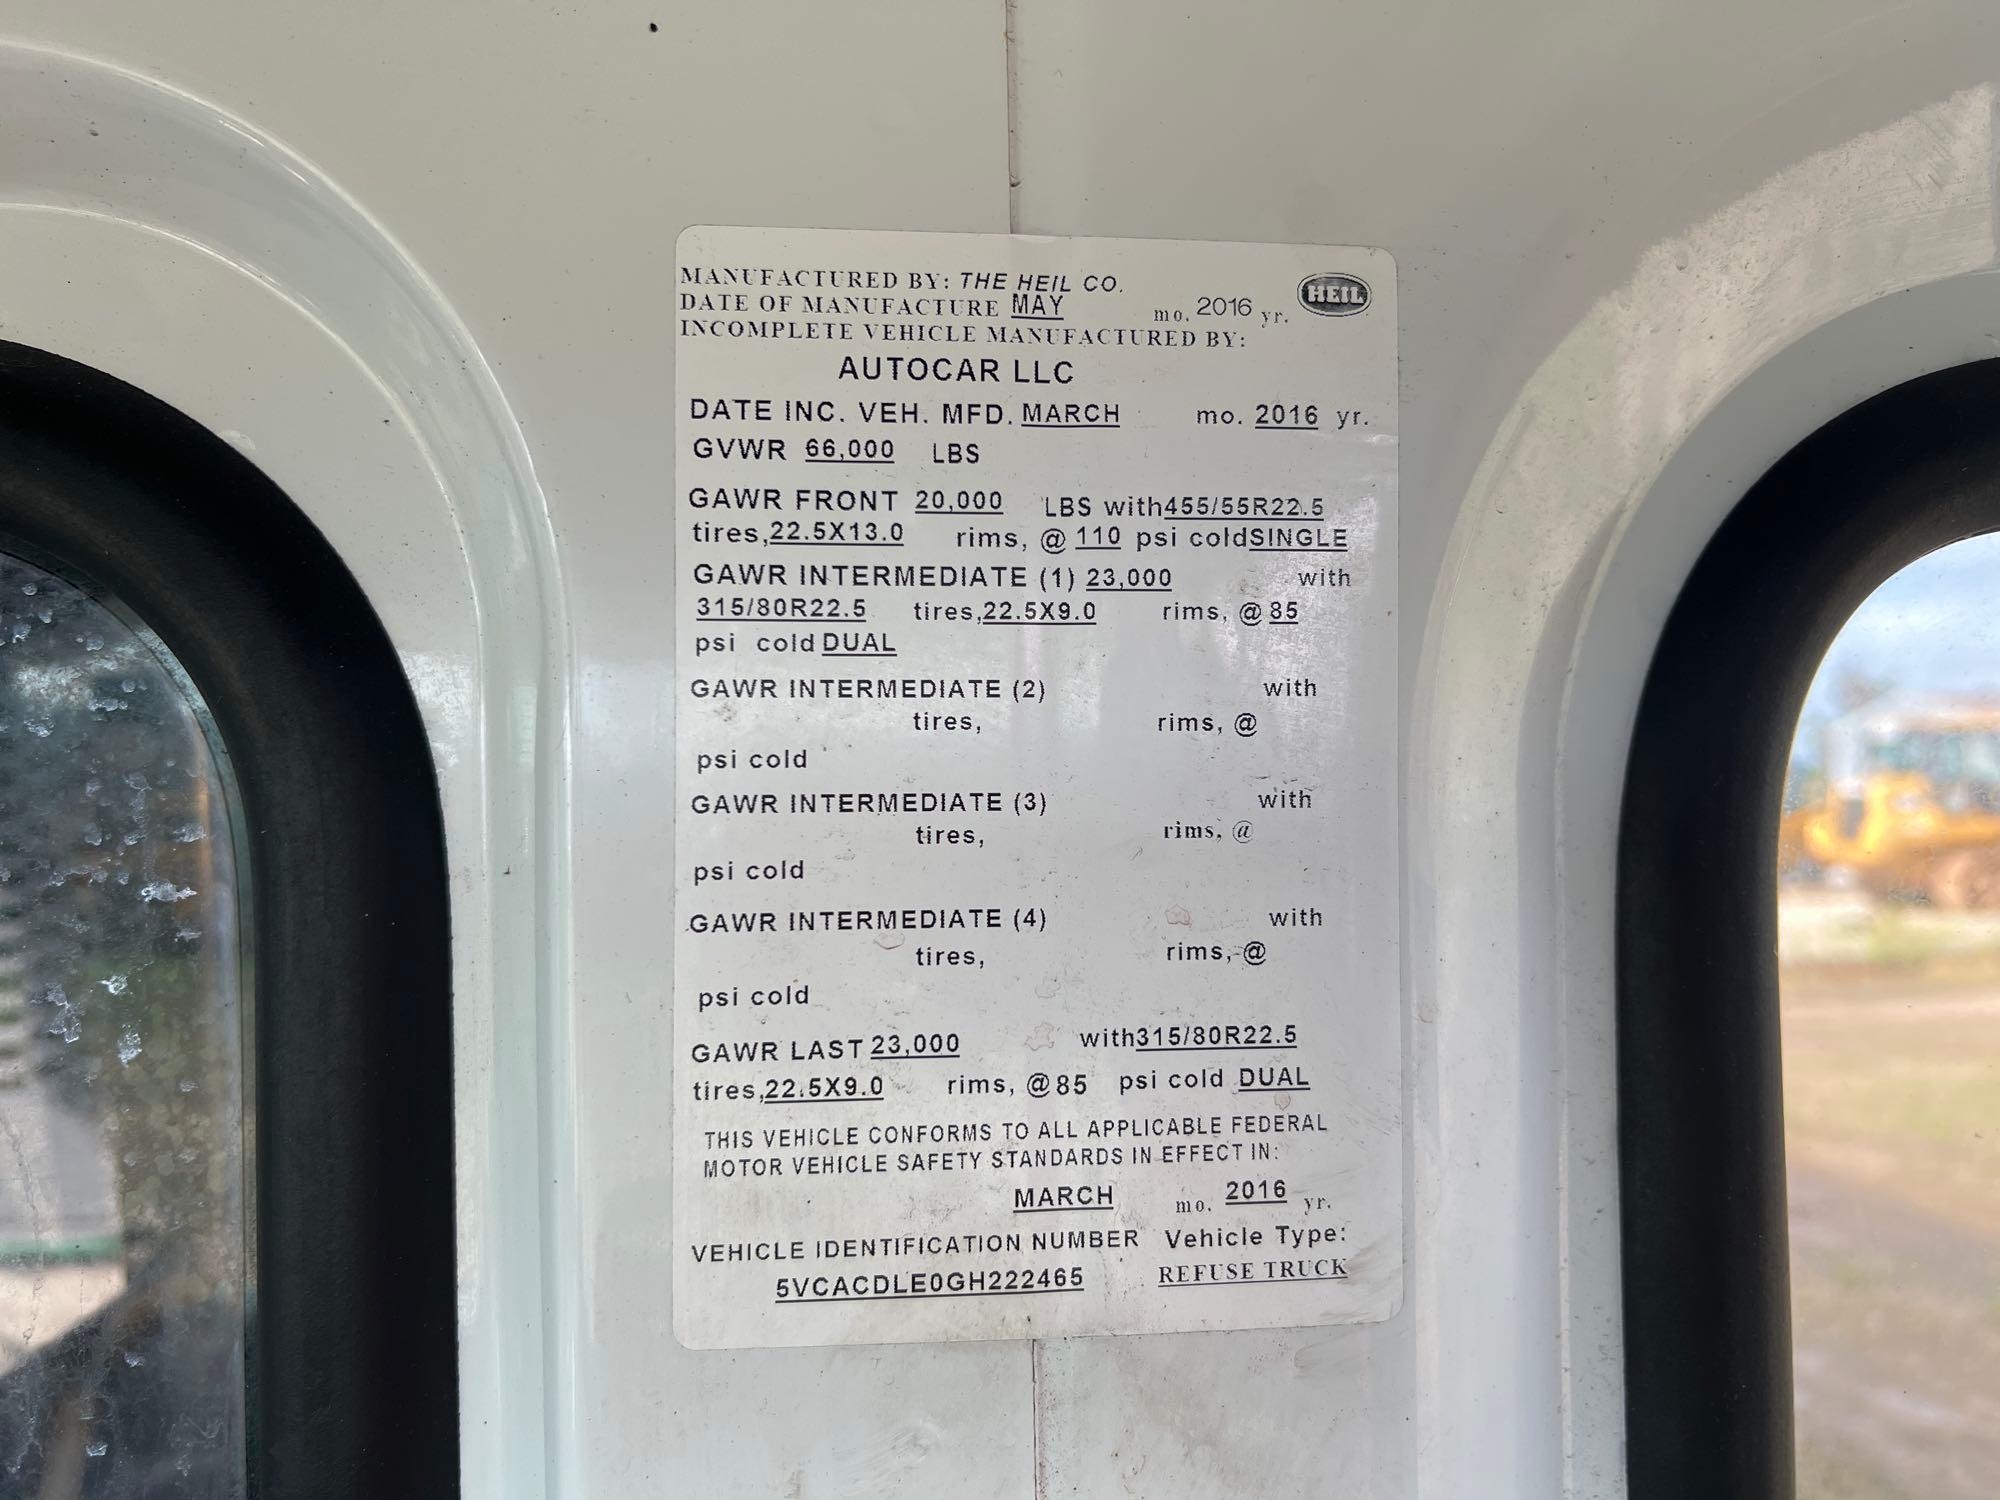 MANUFACTURED BY: THE HEIL CO.
HEIL
DATE OF MANUFACTURE MAY mo. 2016 yr.
INCOMPLETE VEHICLE MANUFACTURED BY:
AUTOCAR LLC
DATE INC. VEH. MFD. MARCH mo. 2016 yr.
GVWR 66,000 LBS
GAWR FRONT 20,000 LBS with 455/55R22.5
tires, 22.5X13.0 rims, @ 110 psi cold SINGLE
GAWR INTERMEDIATE (1) 23,000 with
315/80R22.5 tires, 22.5X9.0 rims, @ 85
psi cold DUAL
GAWR INTERMEDIATE (2) with
tires, rims, @
psi cold
GAWR INTERMEDIATE (3) with
tires, rims, @
psi cold
GAWR INTERMEDIATE (4) with
tires, rims, @
psi cold
GAWR LAST 23,000 with 315/80R22.5
tires, 22.5X9.0 rims, @ 85 psi cold DUAL
THIS VEHICLE CONFORMS TO ALL APPLICABLE FEDERAL
MOTOR VEHICLE SAFETY STANDARDS IN EFFECT IN:
MARCH mo. 2016 yr.
VEHICLE IDENTIFICATION NUMBER Vehicle Type:
5VCACDLE0GH222465 REFUSE TRUCK